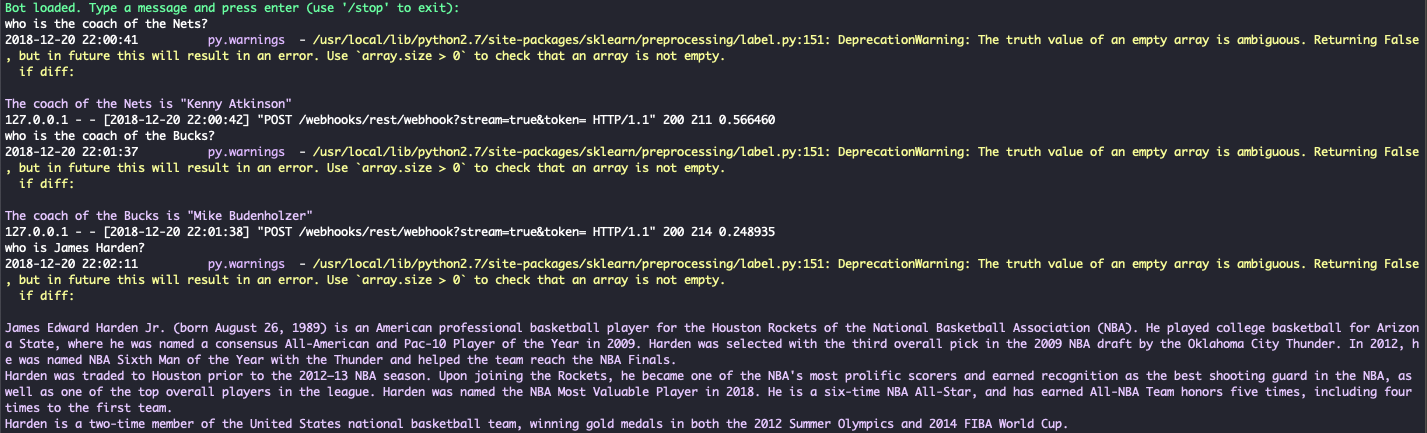 Bot loaded. Type a message and press enter (use '/stop' to exit):
who is the coach of the Nets?
2018-12-20 22:00:41          py.warnings  - /usr/local/lib/python2.7/site-packages/sklearn/preprocessing/label.py:151: DeprecationWarning: The truth value of an empty array is ambiguous. Returning False
, but in future this will result in an error. Use `array.size > 0` to check that an array is not empty.
  if diff:
The coach of the Nets is "Kenny Atkinson"
127.0.0.1 - - [2018-12-20 22:00:42] "POST /webhooks/rest/webhook?stream=true&token= HTTP/1.1" 200 211 0.566460
who is the coach of the Bucks?
2018-12-20 22:01:37          py.warnings  - /usr/local/lib/python2.7/site-packages/sklearn/preprocessing/label.py:151: DeprecationWarning: The truth value of an empty array is ambiguous. Returning False
, but in future this will result in an error. Use `array.size > 0` to check that an array is not empty.
  if diff:
The coach of the Bucks is "Mike Budenholzer"
127.0.0.1 - - [2018-12-20 22:01:38] "POST /webhooks/rest/webhook?stream=true&token= HTTP/1.1" 200 214 0.248935
who is James Harden?
2018-12-20 22:02:11          py.warnings  - /usr/local/lib/python2.7/site-packages/sklearn/preprocessing/label.py:151: DeprecationWarning: The truth value of an empty array is ambiguous. Returning False
, but in future this will result in an error. Use `array.size > 0` to check that an array is not empty.
  if diff:
James Edward Harden Jr. (born August 26, 1989) is an American professional basketball player for the Houston Rockets of the National Basketball Association (NBA). He played college basketball for Arizon
a State, where he was named a consensus All-American and Pac-10 Player of the Year in 2009. Harden was selected with the third overall pick in the 2009 NBA draft by the Oklahoma City Thunder. In 2012, h
e was named NBA Sixth Man of the Year with the Thunder and helped the team reach the NBA Finals.
Harden was traded to Houston prior to the 2012–13 NBA season. Upon joining the Rockets, he became one of the NBA's most prolific scorers and earned recognition as the best shooting guard in the NBA, as
well as one of the top overall players in the league. Harden was named the NBA Most Valuable Player in 2018. He is a six-time NBA All-Star, and has earned All-NBA Team honors five times, including four
times to the first team.
Harden is a two-time member of the United States national basketball team, winning gold medals in both the 2012 Summer Olympics and 2014 FIBA World Cup.